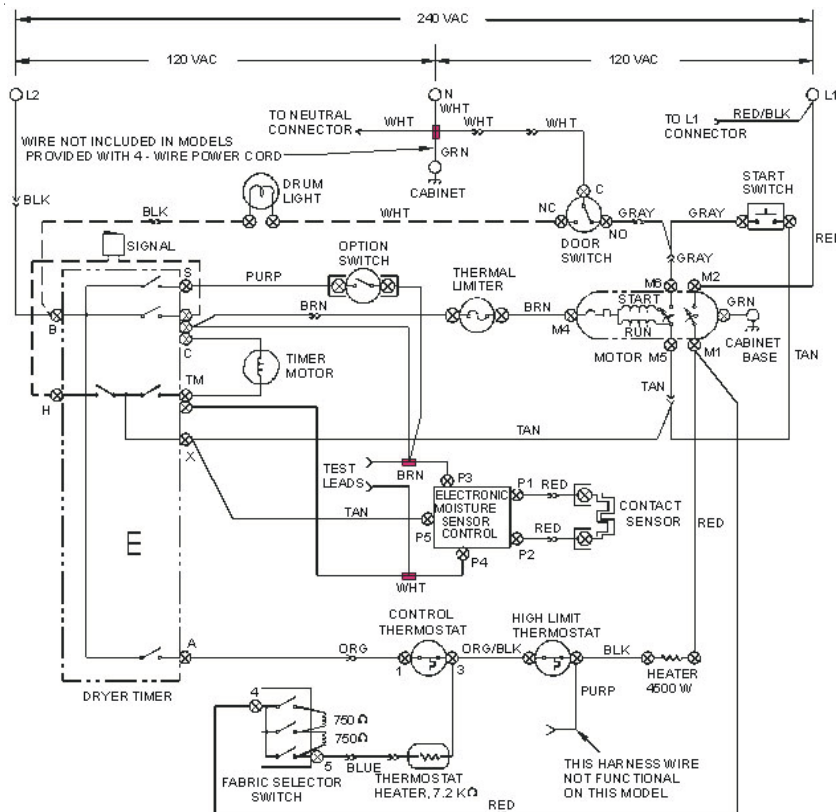 240 VAC
120 VAC
120 VAC
L2
N
L1
WHT
TO NEUTRAL
CONNECTOR
WHT
WHT
WHT
TO L1
CONNECTOR
RED/BLK
WIRE NOT INCLUDED IN MODELS
PROVIDED WITH 4 - WIRE POWER CORD
GRN
CABINET
DRUM
LIGHT
START
SWITCH
BLK
BLK
WHT
NC
C
NO
GRAY
GRAY
DOOR
SWITCH
GRAY
RED
SIGNAL
OPTION
SWITCH
S
PURP
THERMAL
LIMITER
M6
M2
START
GRN
B
BRN
BRN
M4
RUN
CABINET
BASE
C
TIMER
MOTOR
MOTOR
M5
M1
TAN
TM
TAN
H
TAN
X
BRN
TEST
LEADS
P3
P1
RED
ELECTRONIC
MOISTURE
SENSOR
CONTROL
CONTACT
SENSOR
TAN
P5
RED
P2
RED
E
P4
WHT
CONTROL
THERMOSTAT
HIGH LIMIT
THERMOSTAT
A
ORG
1
3
ORG/BLK
BLK
HEATER
4500 W
DRYER TIMER
PURP
4
750 Ω
750 Ω
5
BLUE
FABRIC SELECTOR
SWITCH
THERMOSTAT
HEATER, 7.2 K Ω
THIS HARNESS WIRE
NOT FUNCTIONAL
ON THIS MODEL
RED